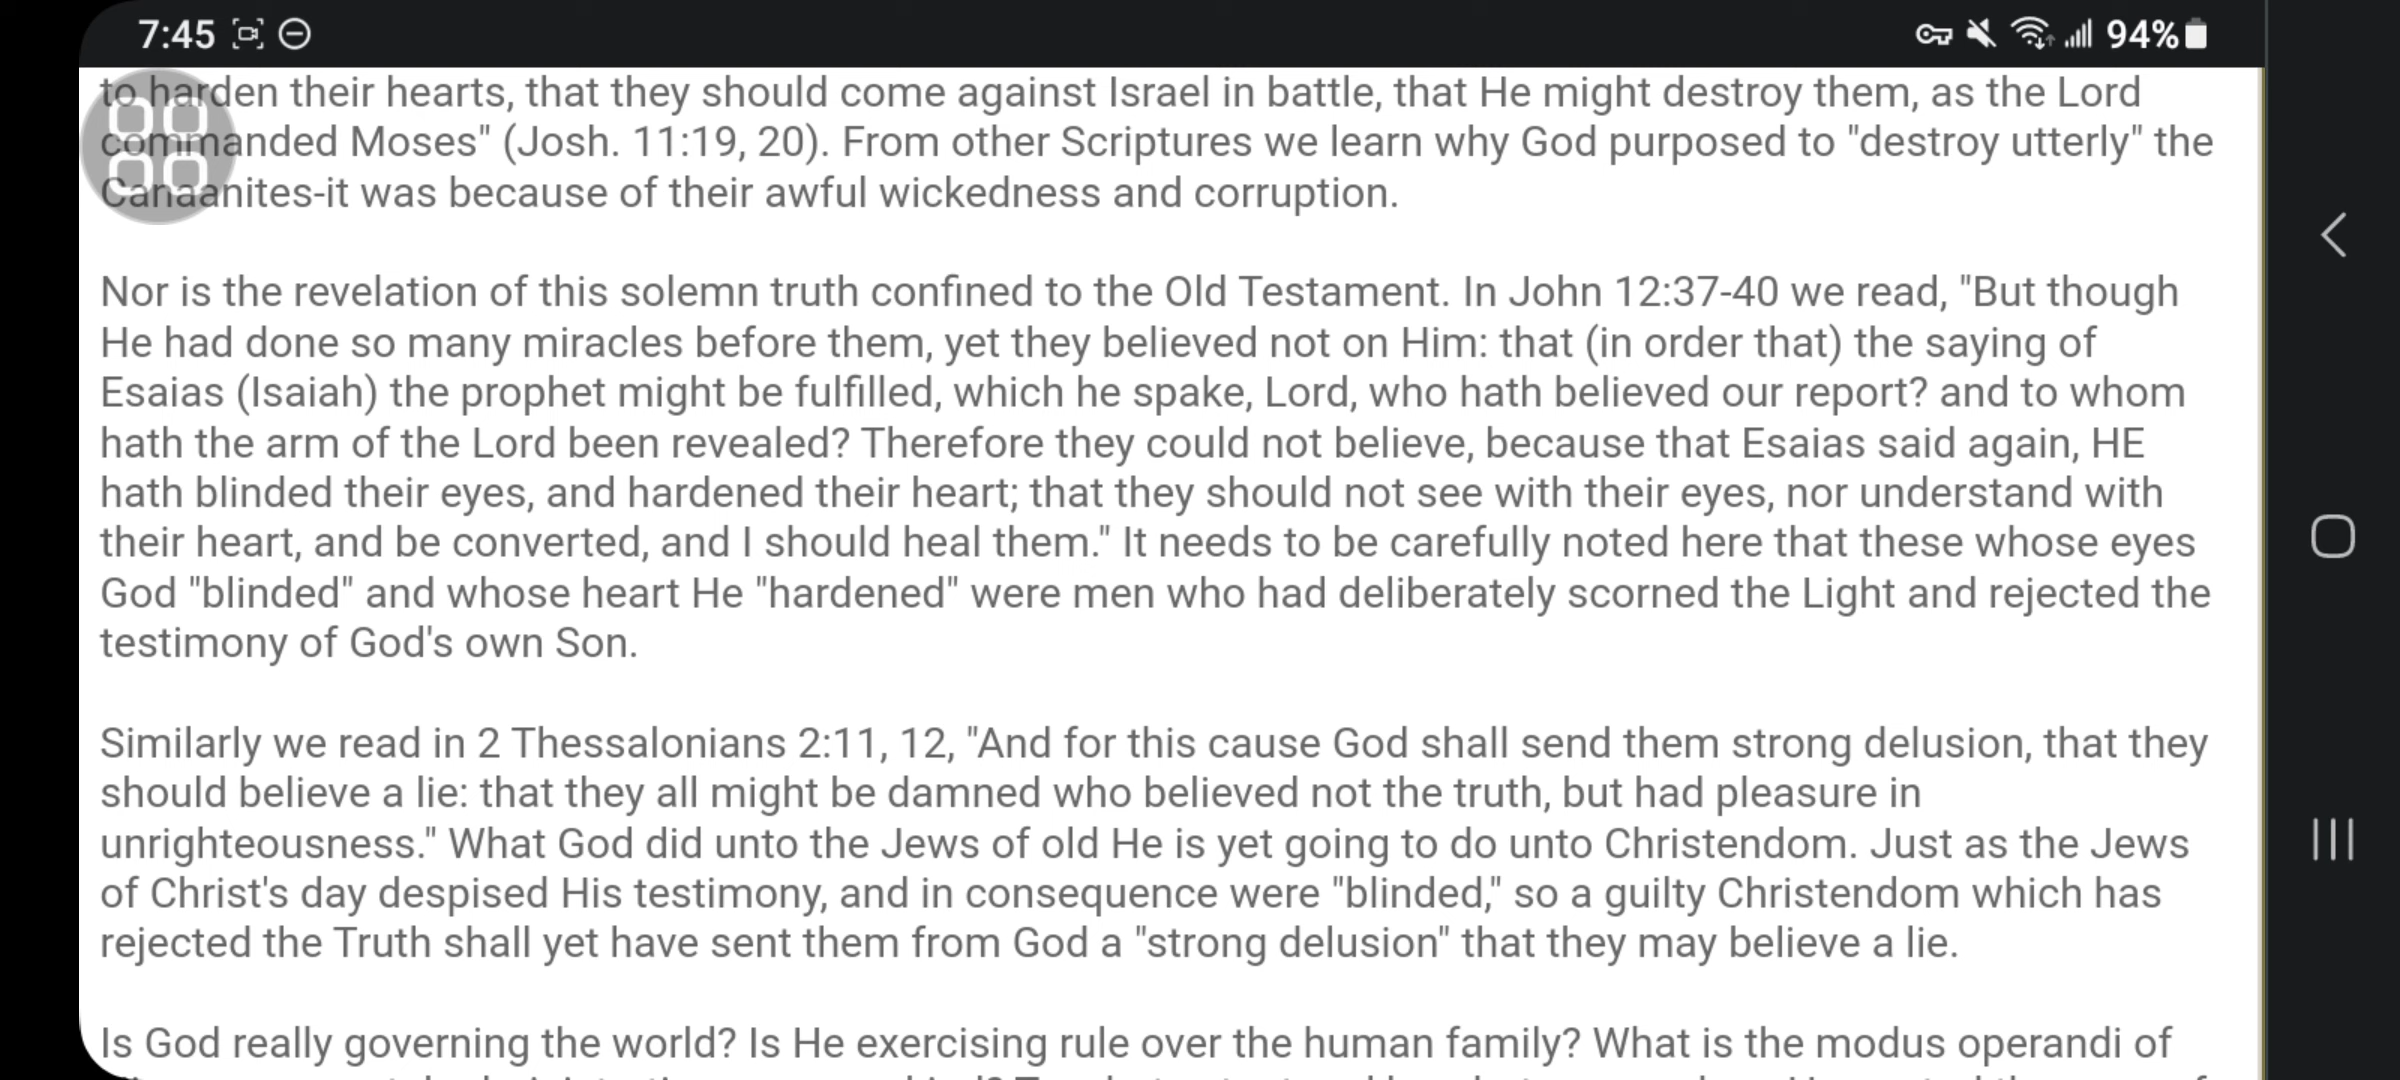 7:45
94%
to harden their hearts, that they should come against Israel in battle, that He might destroy them, as the Lord
commanded Moses" (Josh. 11:19, 20). From other Scriptures we learn why God purposed to "destroy utterly" the
Canaanites-it was because of their awful wickedness and corruption.
Nor is the revelation of this solemn truth confined to the Old Testament. In John 12:37-40 we read, "But though
He had done so many miracles before them, yet they believed not on Him: that (in order that) the saying of
Esaias (Isaiah) the prophet might be fulfilled, which he spake, Lord, who hath believed our report? and to whom
hath the arm of the Lord been revealed? Therefore they could not believe, because that Esaias said again, HE
hath blinded their eyes, and hardened their heart; that they should not see with their eyes, nor understand with
their heart, and be converted, and I should heal them." It needs to be carefully noted here that these whose eyes
God "blinded" and whose heart He "hardened" were men who had deliberately scorned the Light and rejected the
testimony of God's own Son.
Similarly we read in 2 Thessalonians 2:11, 12, "And for this cause God shall send them strong delusion, that they
should believe a lie: that they all might be damned who believed not the truth, but had pleasure in
unrighteousness." What God did unto the Jews of old He is yet going to do unto Christendom. Just as the Jews
of Christ's day despised His testimony, and in consequence were "blinded," so a guilty Christendom which has
rejected the Truth shall yet have sent them from God a "strong delusion" that they may believe a lie.
Is God really governing the world? Is He exercising rule over the human family? What is the modus operandi of